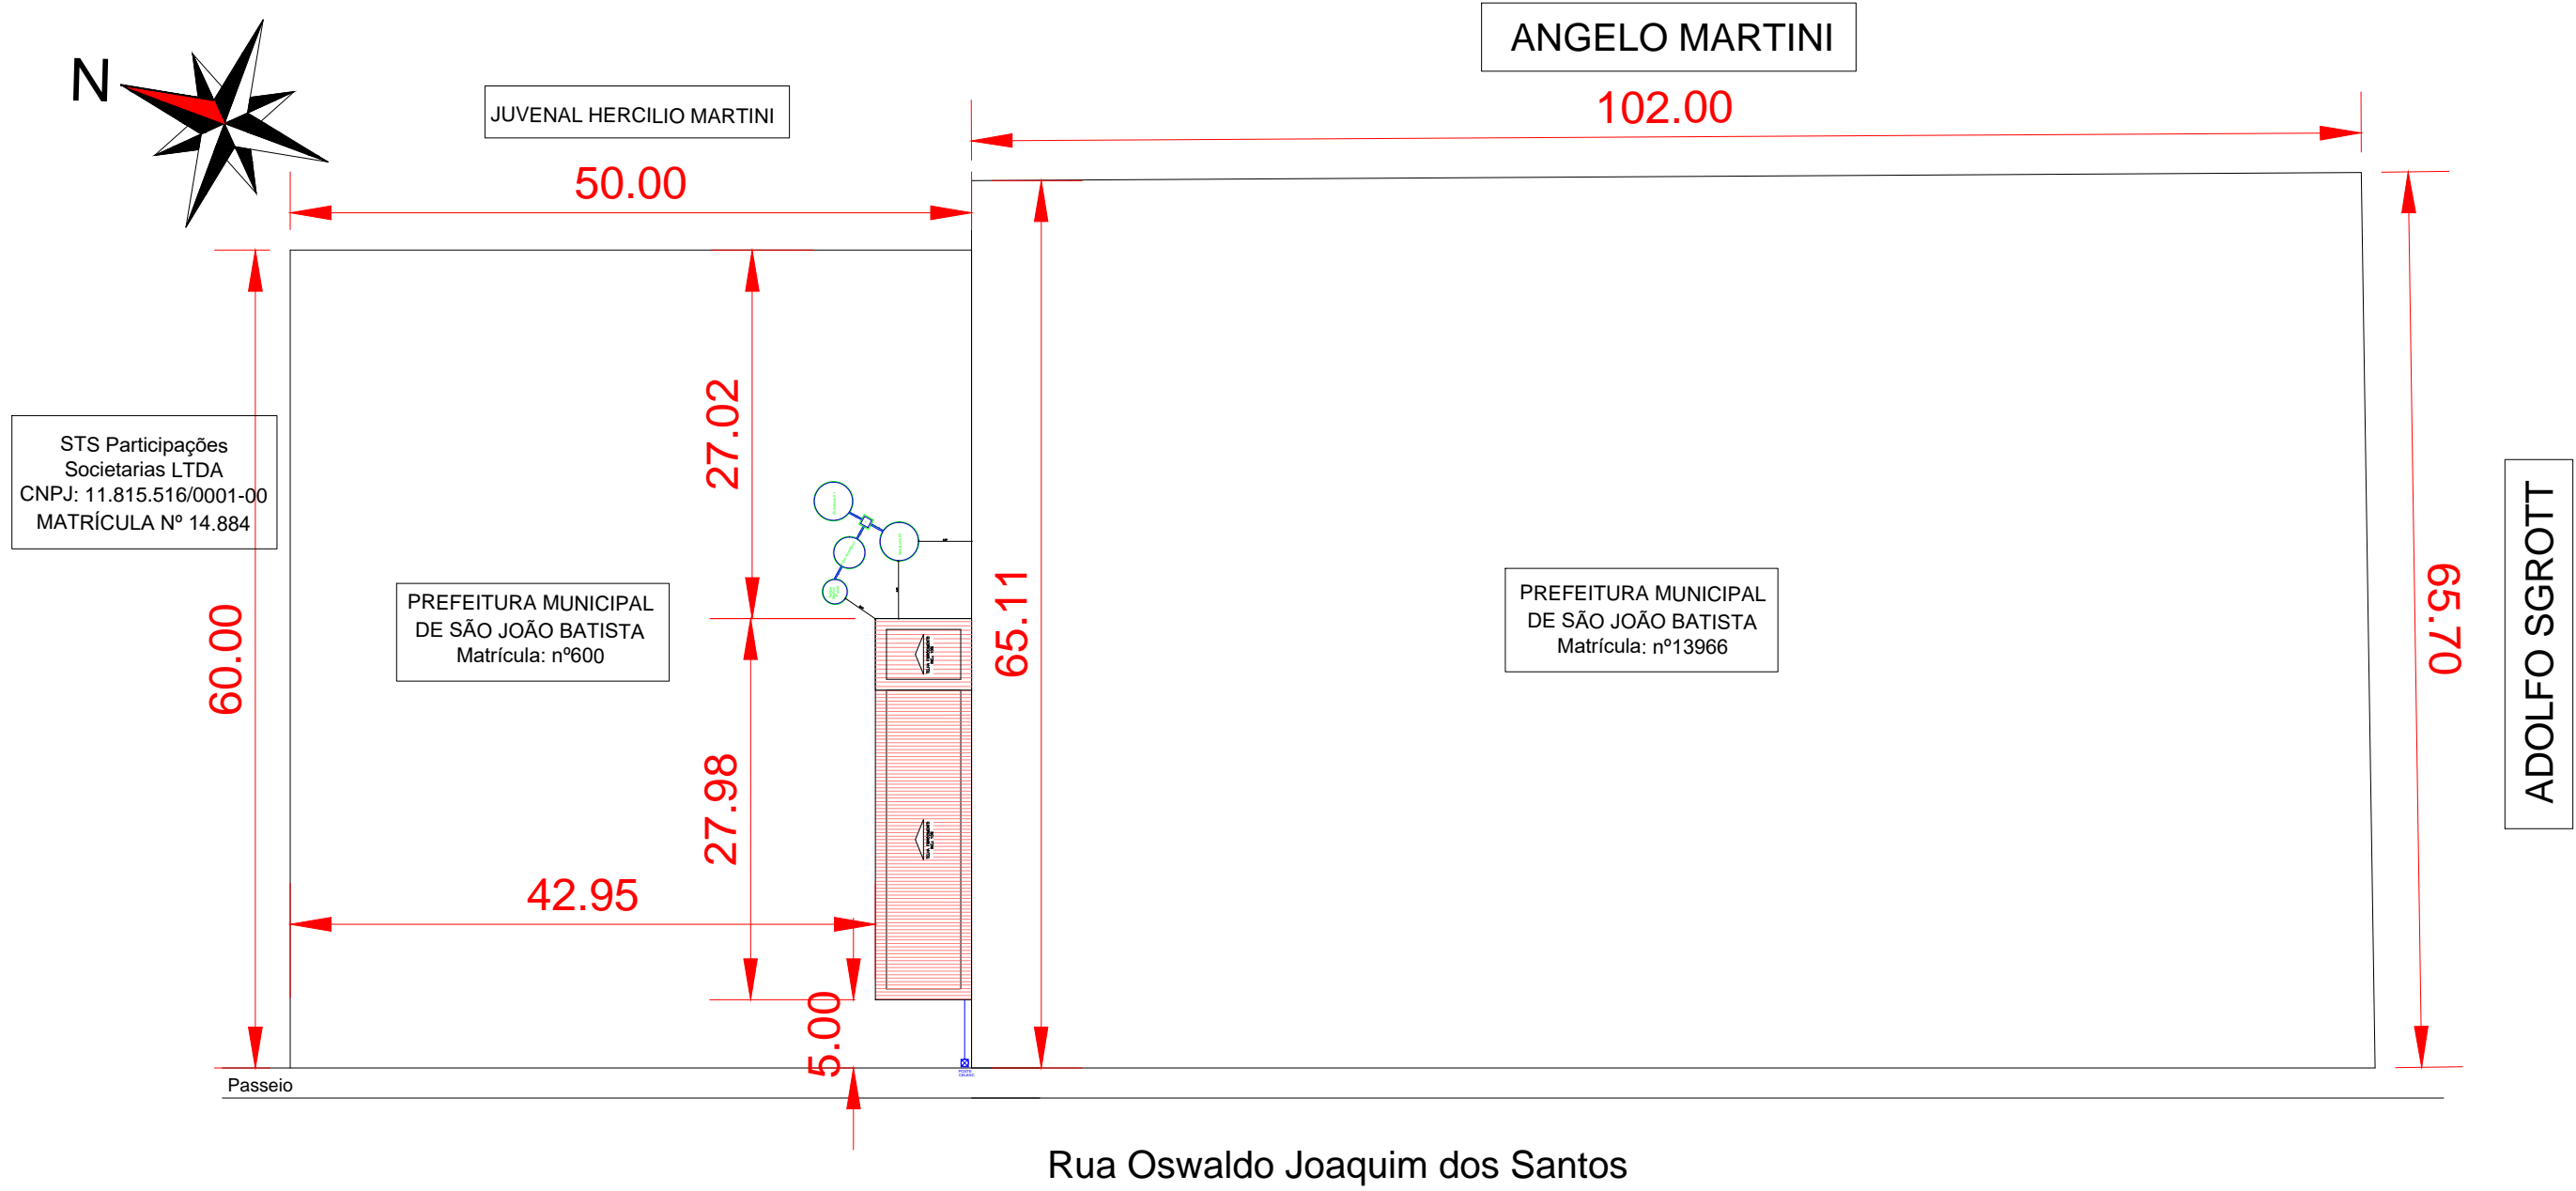 ANGELO MARTINI
N
JUVENAL HERCILIO MARTINI
102.00
50.00
27.02
STS Participações
Societarias LTDA
CNPJ: 11.815.516/0001-00
MATRÍCULA Nº 14.884
60.00
PREFEITURA MUNICIPAL
DE SÃO JOÃO BATISTA
Matrícula: nº600
65.11
PREFEITURA MUNICIPAL
DE SÃO JOÃO BATISTA
Matrícula: nº13966
65.70
ADOLFO SGROTT
27.98
42.95
5.00
Passeio
Rua Oswaldo Joaquim dos Santos